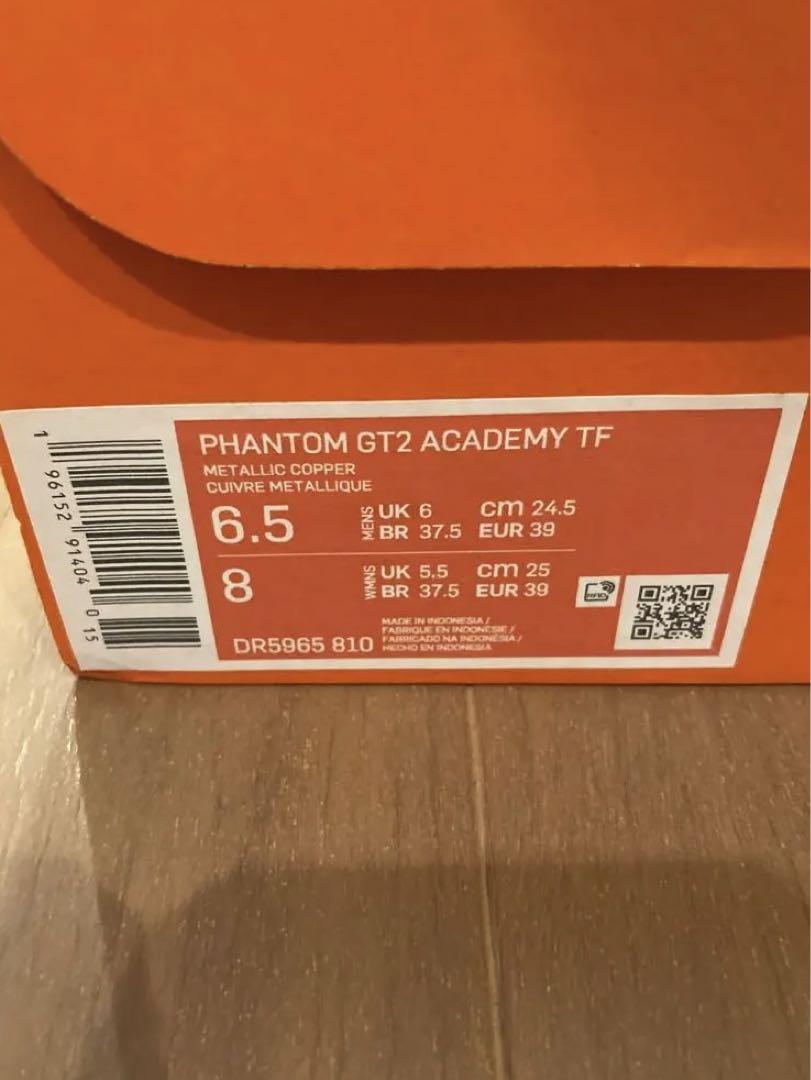 1 96152 91404 0 15
PHANTOM GT2 ACADEMY TF
METALLIC COPPER
CUIVRE METALLIQUE
6.5 MENS UK 6 cm 24.5
BR 37.5 EUR 39
8 WMNS UK 5.5 cm 25
BR 37.5 EUR 39
RFID
DR5965 810
MADE IN INDONESIA /
FABRIQUE EN INDONESIE /
FABRICADO NA INDONÉSIA /
HECHO EN INDONESIA